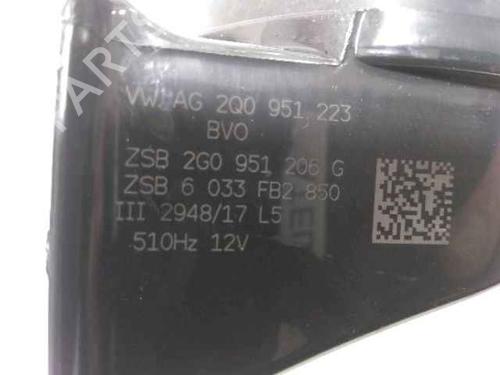 VW AG 2Q0 951 223
BVO
ZSB 2G0 951 206 G
ZSB 6 033 FB2 850
III 2948/17 L5
510Hz 12V